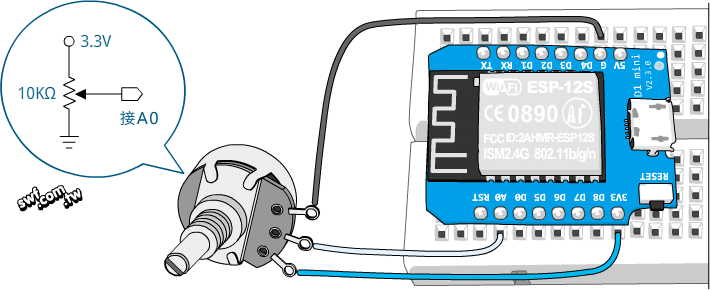 3.3V
10KΩ
接A0
swf.com.tw
TX RX D1 D2 D3 D4 G 5V
WiFi ESP-12S
CE0890 Ar
FCC ID:2AHMR-ESP12S
ISM2.4G 802.11b/g/n
D1 mini
V2.3.0
RESET
RST A0 D0 D5 D6 D7 D8 3V3